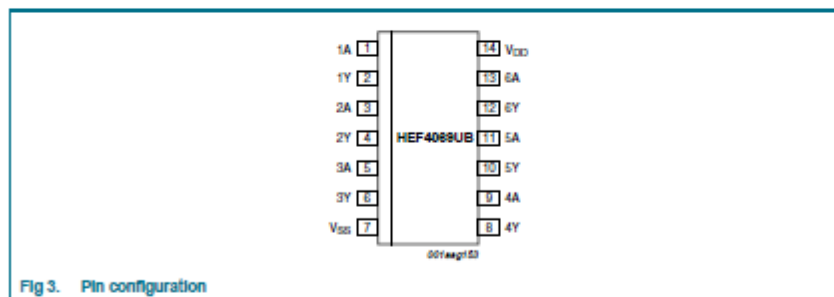 1A 1 14 VDD
1Y 2 13 6A
2A 3 12 6Y
2Y 4 HEF4069UB 11 5A
3A 5 10 5Y
3Y 6 9 4A
VSS 7 8 4Y
001aag153
Fig 3. Pin configuration